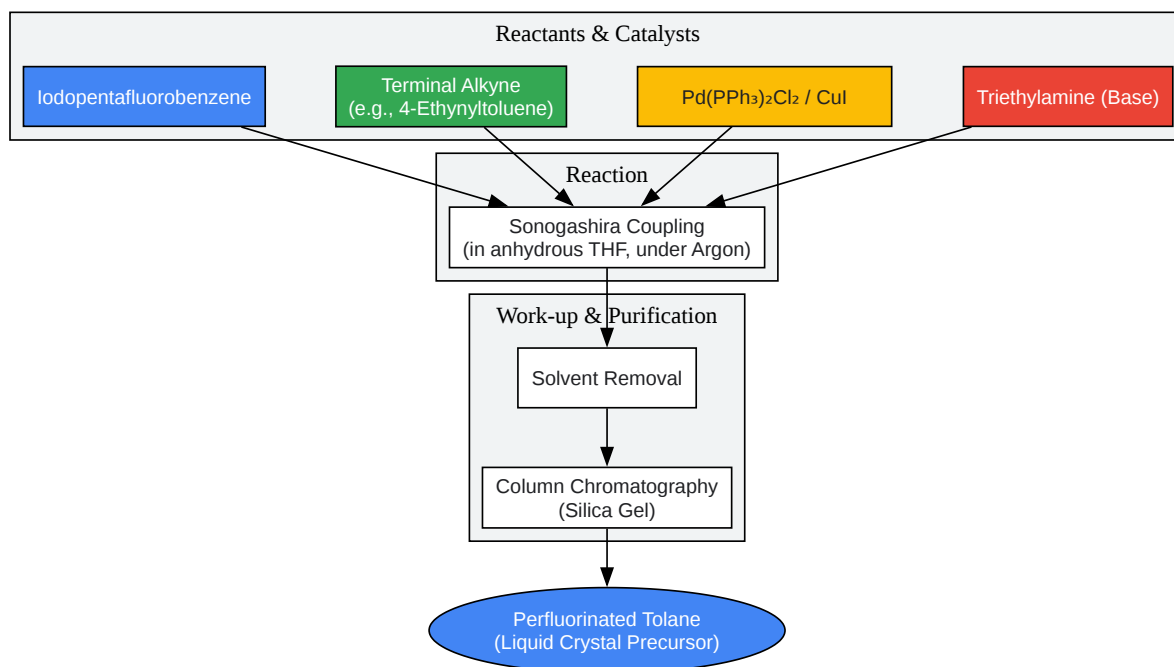 Reactants & Catalysts
Iodopentafluorobenzene
Terminal Alkyne
(e.g., 4-Ethynyltoluene)
Pd(PPh₃)₂Cl₂ / CuI
Triethylamine (Base)
Reaction
Sonogashira Coupling
(in anhydrous THF, under Argon)
Work-up & Purification
Solvent Removal
Column Chromatography
(Silica Gel)
Perfluorinated Tolane
(Liquid Crystal Precursor)